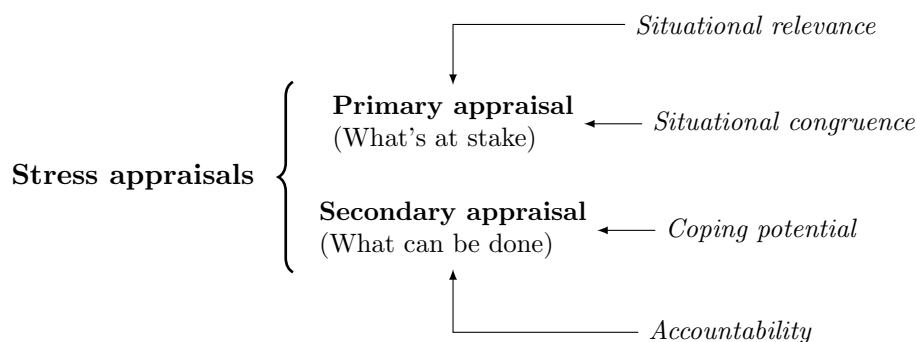 Situational relevance
Primary appraisal
(What's at stake)
Situational congruence
Stress appraisals
Secondary appraisal
(What can be done)
Coping potential
Accountability